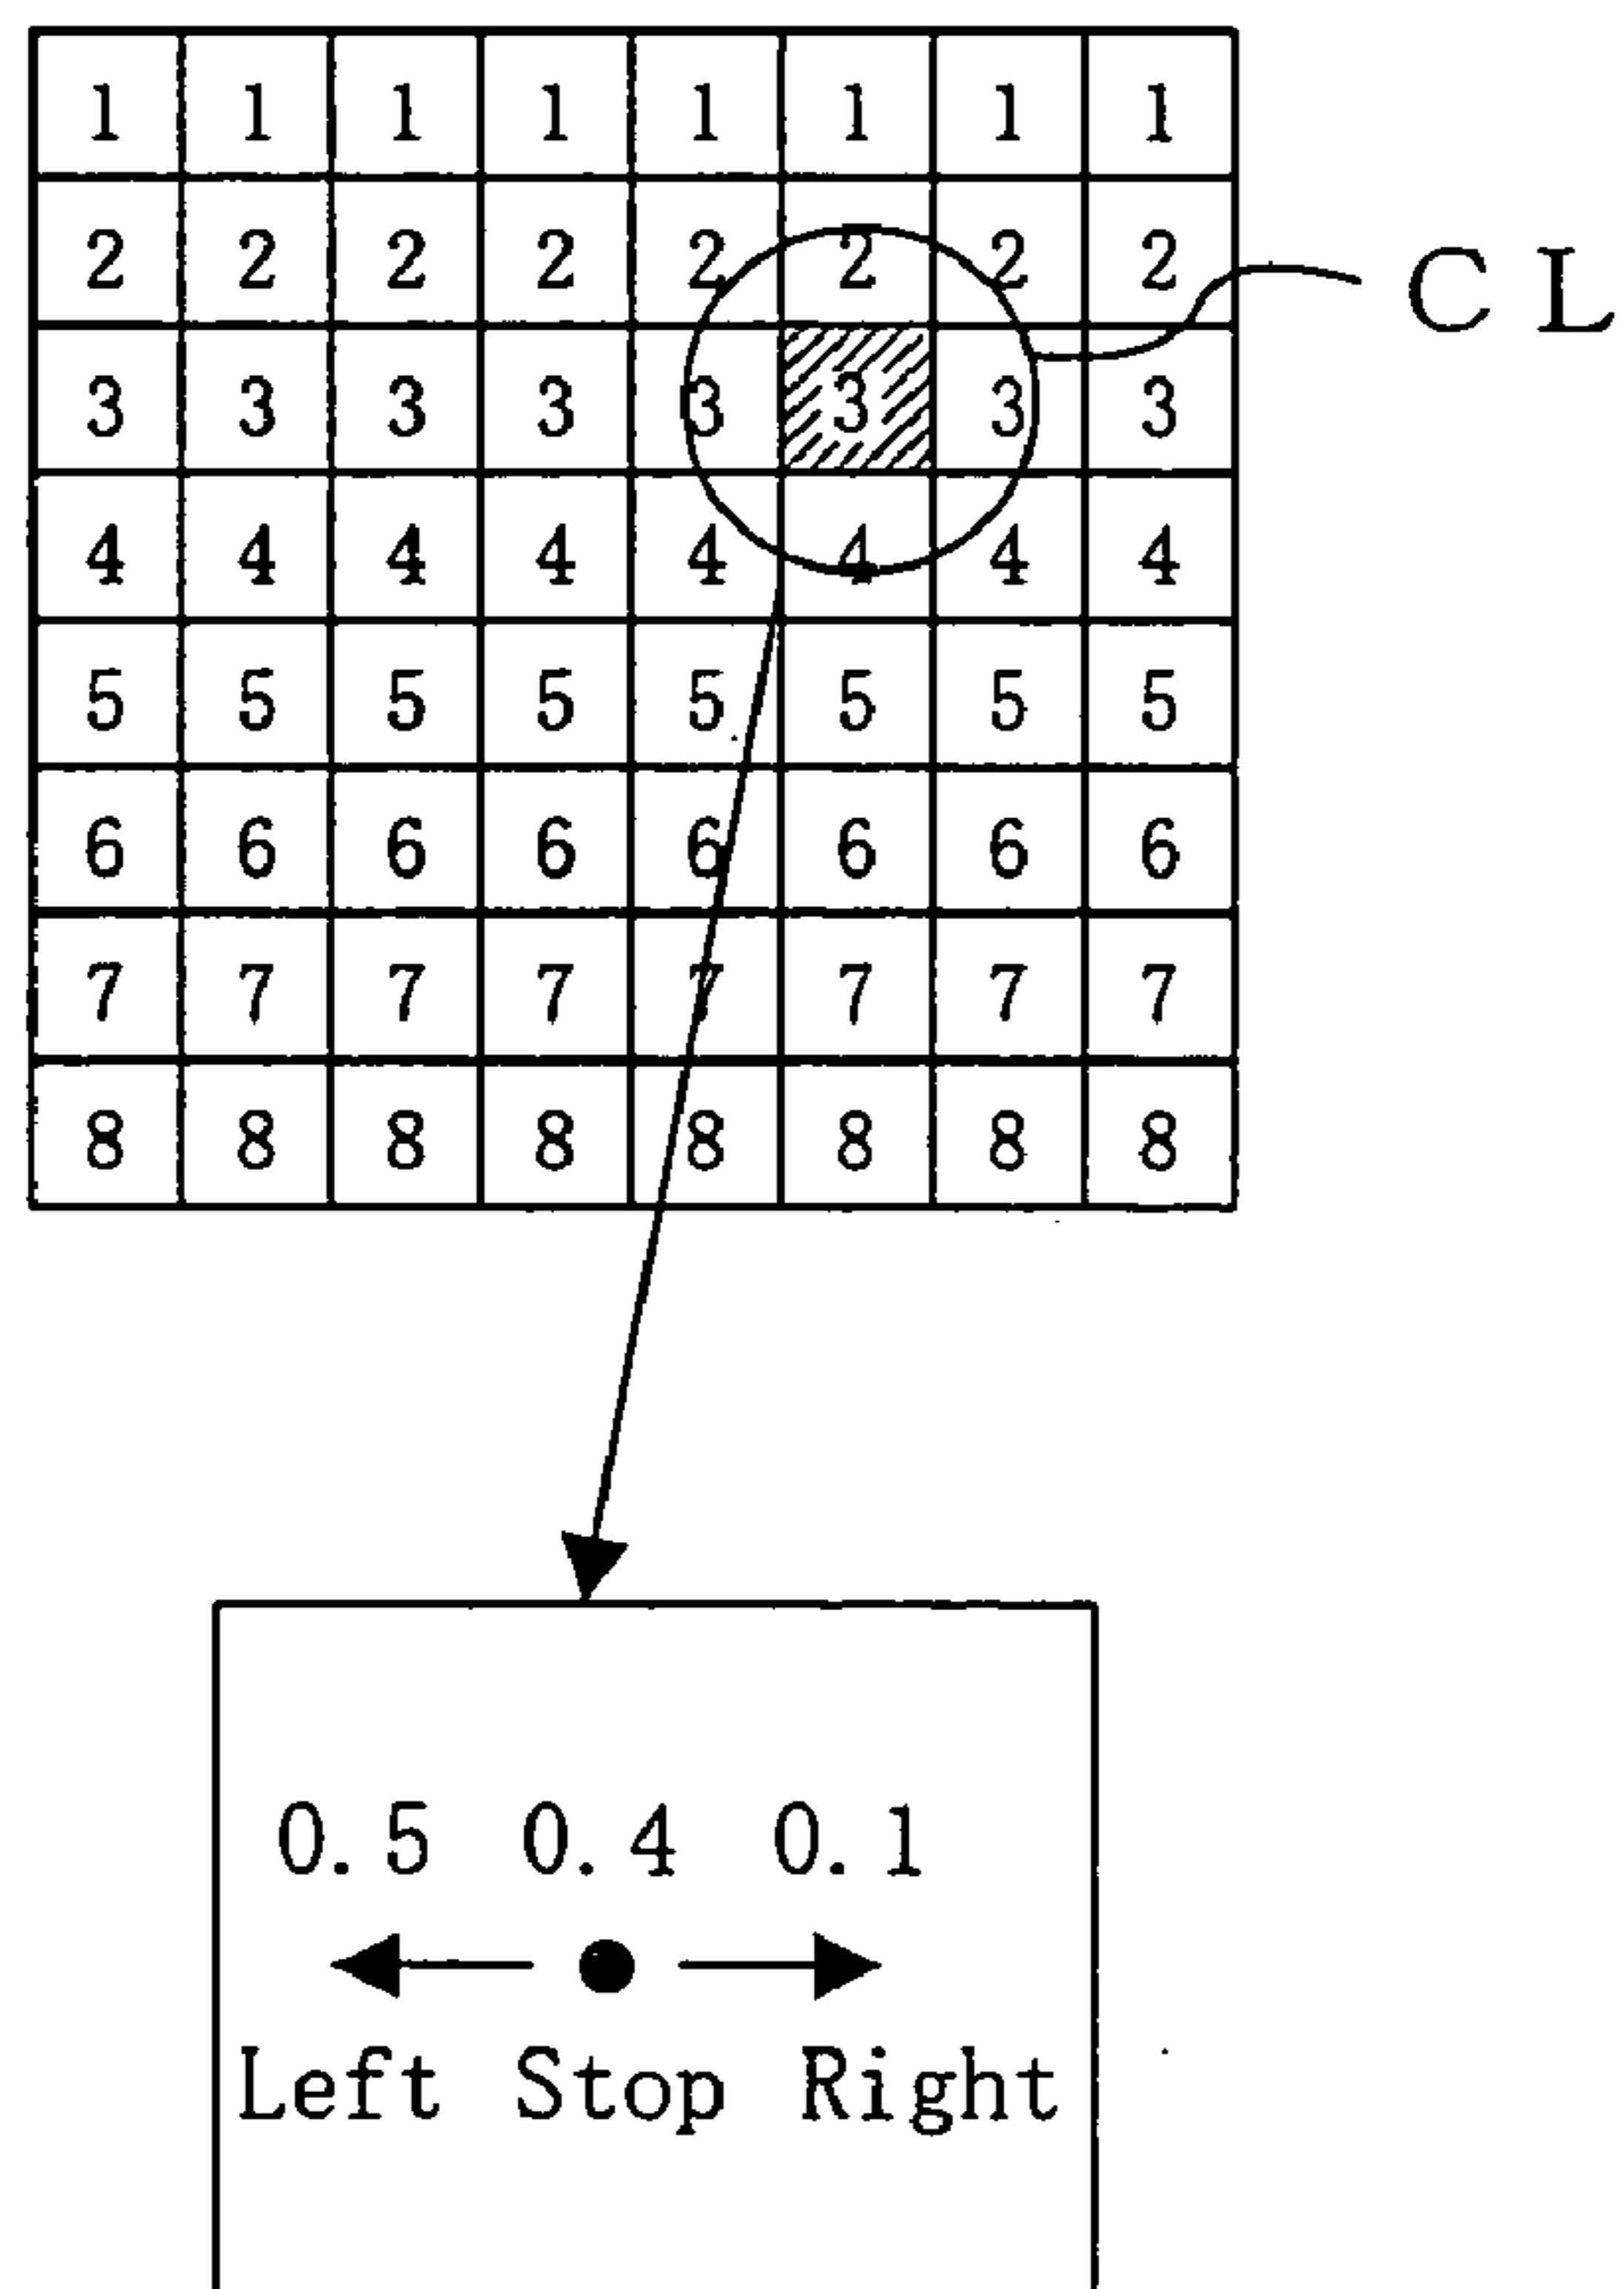 1 1 1 1 1 1 1 1
2 2 2 2 2 2 2 2
CL
3 3 3 3 3 3 3 3
4 4 4 4 4 4 4 4
5 5 5 5 5 5 5 5
6 6 6 6 6 6 6 6
7 7 7 7 7 7 7 7
8 8 8 8 8 8 8 8
0.5 0.4 0.1
Left Stop Right